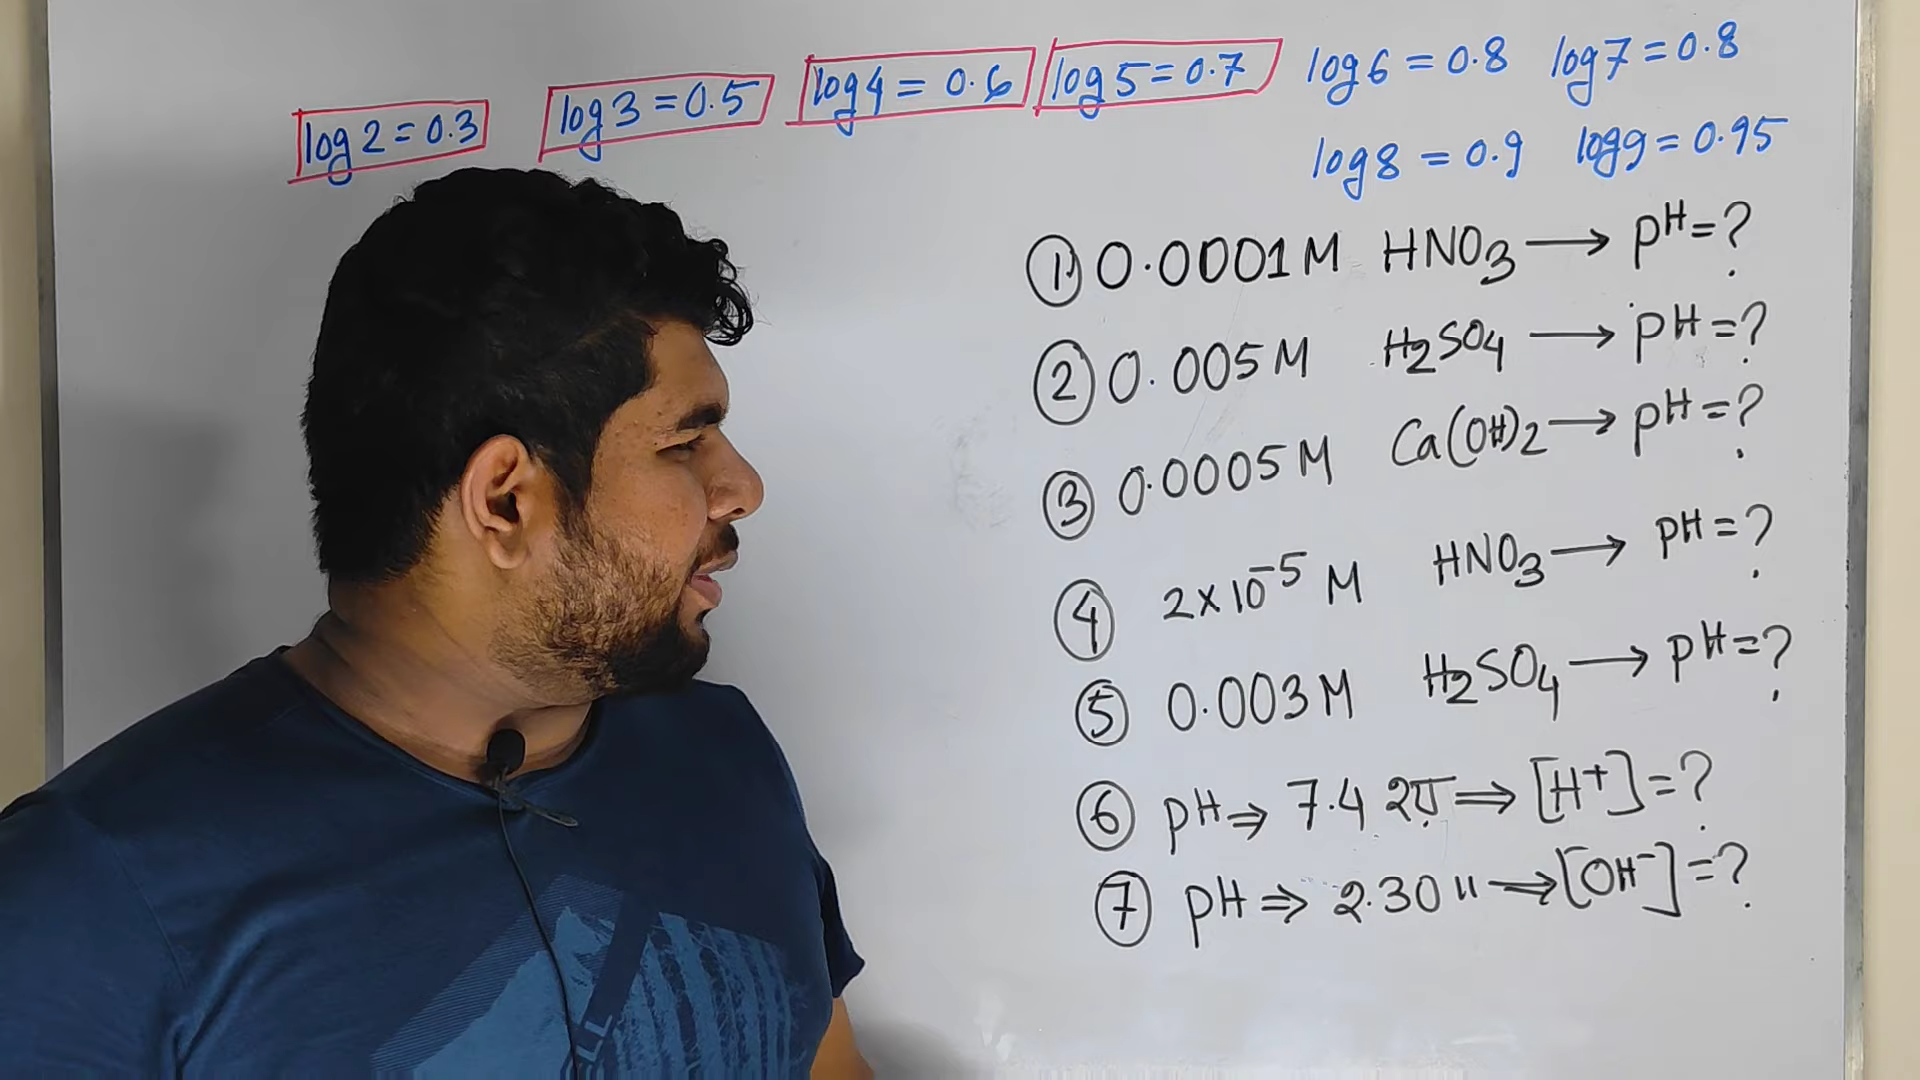 log 2 = 0.3 log 3 = 0.5 log 4 = 0.6 log 5 = 0.7 log 6 = 0.8 log 7 = 0.8
log 8 = 0.9 log 9 = 0.95
① 0.0001 M HNO₃ → pH = ?
② 0.005 M H₂SO₄ → pH = ?
③ 0.0005 M Ca(OH)₂ → pH = ?
④ 2×10⁻⁵ M HNO₃ → pH = ?
⑤ 0.003 M H₂SO₄ → pH = ?
⑥ pH ⇒ 7.4 হয় ⇒ [H⁺] = ?
⑦ pH ⇒ 2.30 " ⇒ [OH⁻] = ?